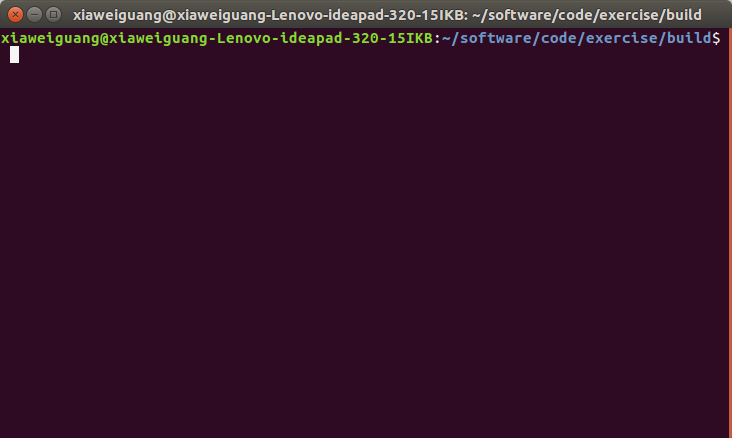 xiaweiguang@xiaweiguang-Lenovo-ideapad-320-15IKB: ~/software/code/exercise/build
xiaweiguang@xiaweiguang-Lenovo-ideapad-320-15IKB:~/software/code/exercise/build$